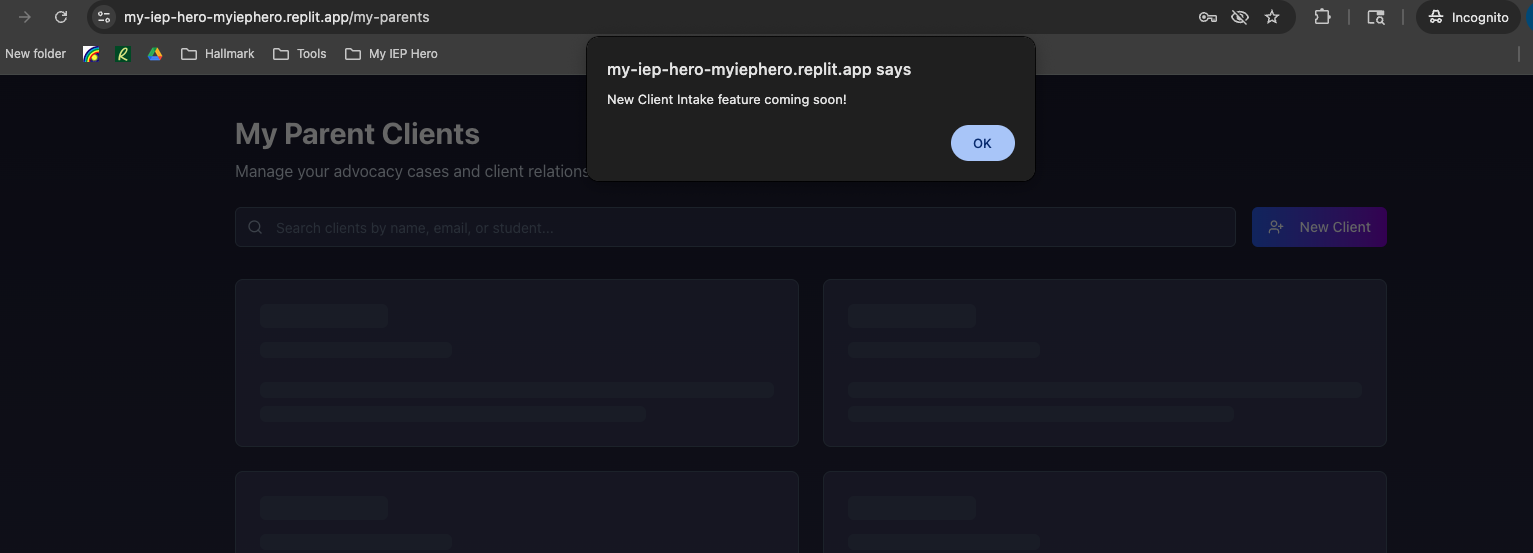 my-iep-hero-myiephero.replit.app/my-parents
Incognito
New folder
Hallmark
Tools
My IEP Hero
my-iep-hero-myiephero.replit.app says
New Client Intake feature coming soon!
OK
My Parent Clients
Manage your advocacy cases and client relations
Search clients by name, email, or student...
New Client